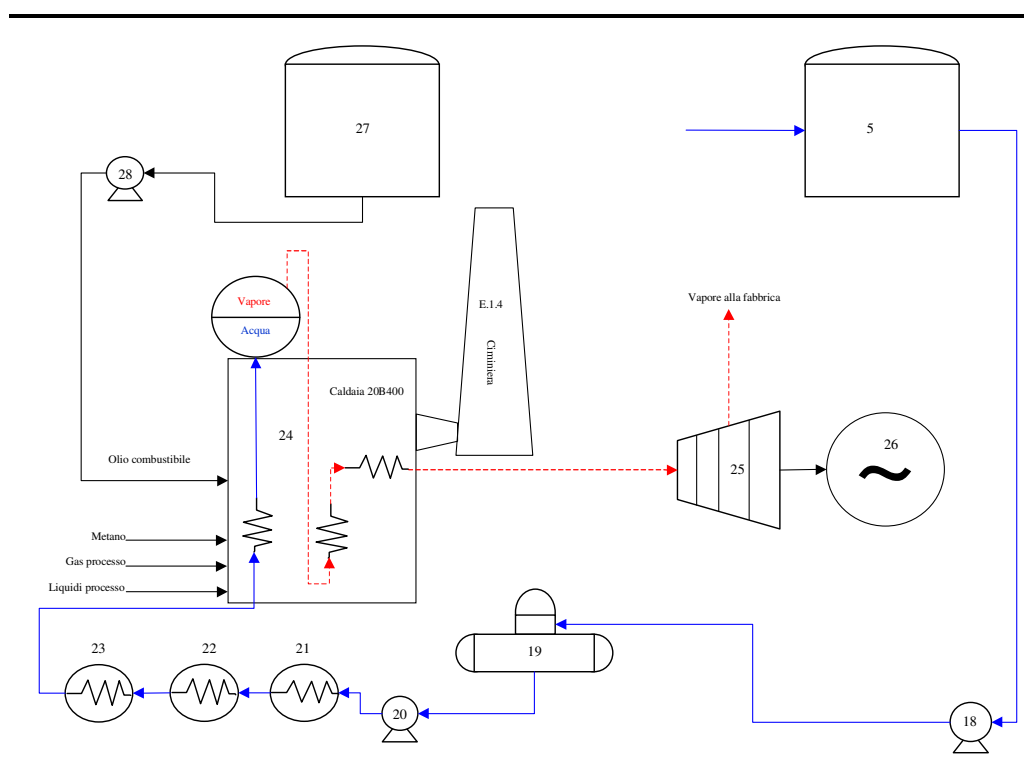 27
5
28
Vapore
Acqua
E.1.4
Ciminiera
Vapore alla fabbrica
Caldaia 20B400
24
26
25
Olio combustibile
Metano
Gas processo
Liquidi processo
23
22
21
19
20
18